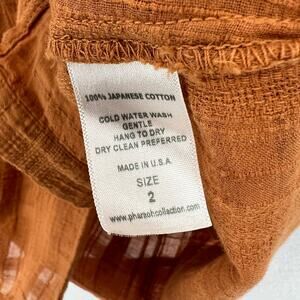 100% JAPANESE COTTON
COLD WATER WASH
GENTLE
HANG TO DRY
DRY CLEAN PREFERRED
MADE IN U.S.A.
SIZE
2
www.pharaohcollection.com